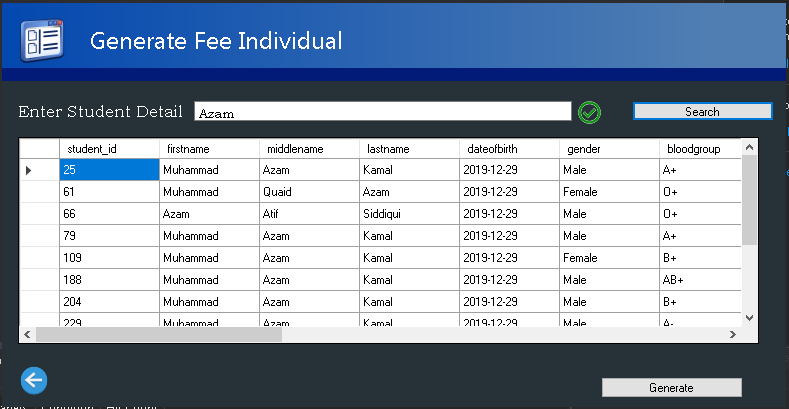 Generate Fee Individual
Enter Student Detail Azam Search
student_id firstname middlename lastname dateofbirth gender bloodgroup
25 Muhammad Azam Kamal 2019-12-29 Male A+
61 Muhammad Quaid Azam 2019-12-29 Female O+
66 Azam Atif Siddiqui 2019-12-29 Male O+
79 Muhammad Azam Kamal 2019-12-29 Male A+
109 Muhammad Azam Kamal 2019-12-29 Female B+
188 Muhammad Azam Kamal 2019-12-29 Male AB+
204 Muhammad Azam Kamal 2019-12-29 Male B+
229 Muhammad Azam Kamal 2019-12-29 Male A-
Generate